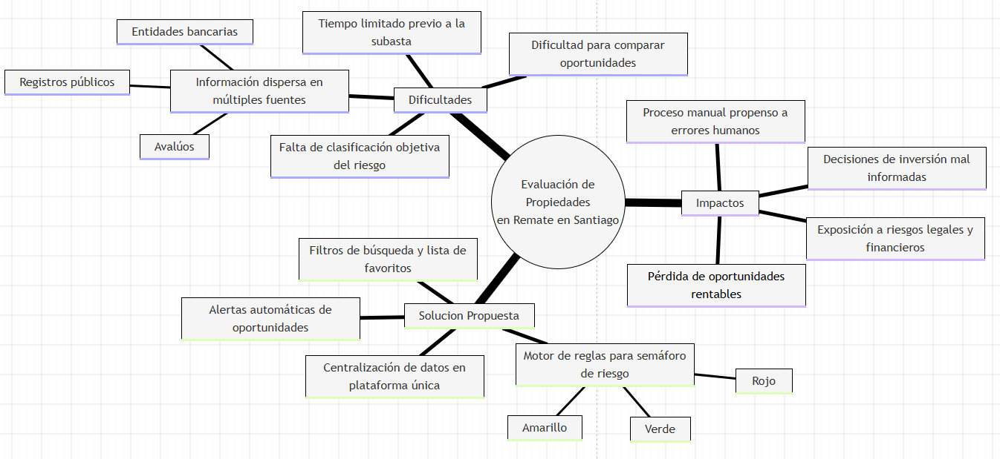 Entidades bancarias
Registros públicos
Información dispersa en
múltiples fuentes
Avalúos
Tiempo limitado previo a la
subasta
Dificultad para comparar
oportunidades
Dificultades
Falta de clasificación objetiva
del riesgo
Evaluación de
Propiedades
en Remate en Santiago
Proceso manual propenso a
errores humanos
Decisiones de inversión mal
informadas
Impactos
Exposición a riesgos legales y
financieros
Pérdida de oportunidades
rentables
Filtros de búsqueda y lista de
favoritos
Alertas automáticas de
oportunidades
Solucion Propuesta
Centralización de datos en
plataforma única
Motor de reglas para semáforo
de riesgo
Rojo
Amarillo
Verde